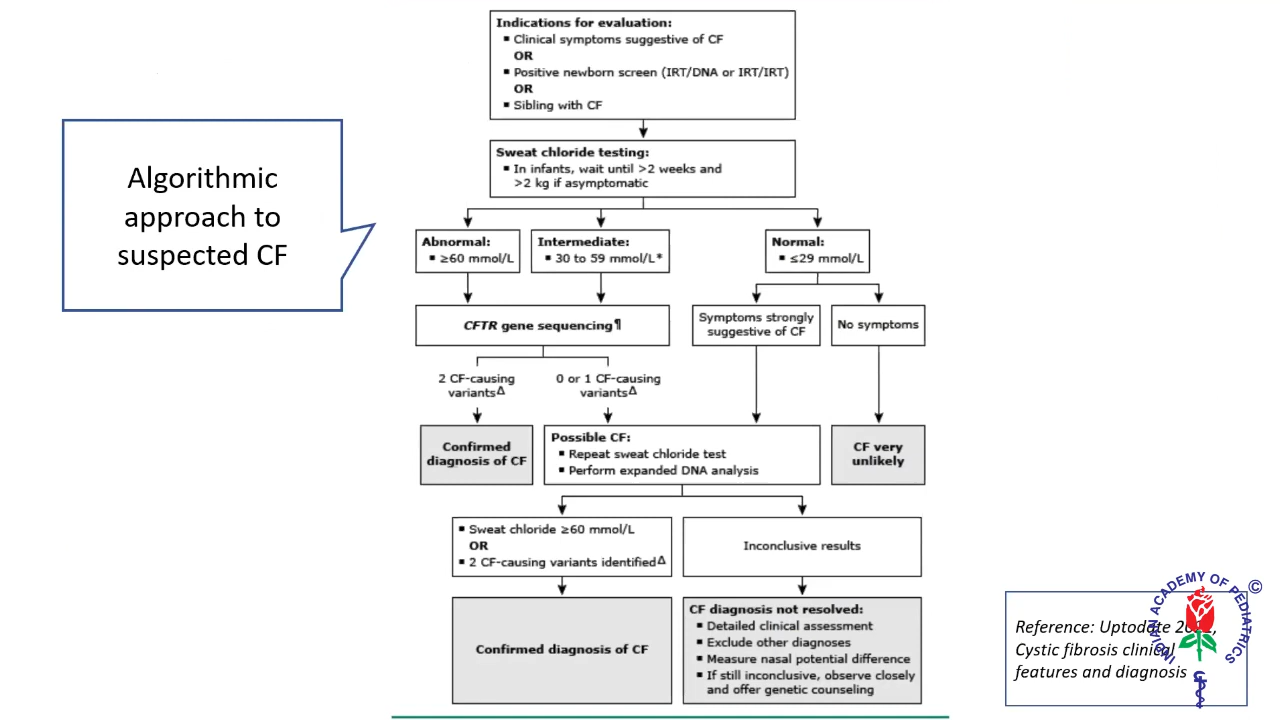 Algorithmic
approach to
suspected CF
Indications for evaluation:
▪ Clinical symptoms suggestive of CF
OR
▪ Positive newborn screen (IRT/DNA or IRT/IRT)
OR
▪ Sibling with CF
Sweat chloride testing:
▪ In infants, wait until >2 weeks and
>2 kg if asymptomatic
Abnormal:
▪ ≥60 mmol/L
Intermediate:
▪ 30 to 59 mmol/L*
Normal:
▪ ≤29 mmol/L
CFTR gene sequencing¶
Symptoms strongly
suggestive of CF
No symptoms
2 CF-causing
variantsΔ
0 or 1 CF-causing
variantsΔ
Confirmed
diagnosis of CF
Possible CF:
▪ Repeat sweat chloride test
▪ Perform expanded DNA analysis
CF very
unlikely
▪ Sweat chloride ≥60 mmol/L
OR
▪ 2 CF-causing variants identifiedΔ
Inconclusive results
Confirmed diagnosis of CF
CF diagnosis not resolved:
▪ Detailed clinical assessment
▪ Exclude other diagnoses
▪ Measure nasal potential difference
▪ If still inconclusive, observe closely
and offer genetic counseling
Reference: Uptodate
Cystic fibrosis clinical
features and diagnosis
INDIAN ACADEMY OF PEDIATRICS
©